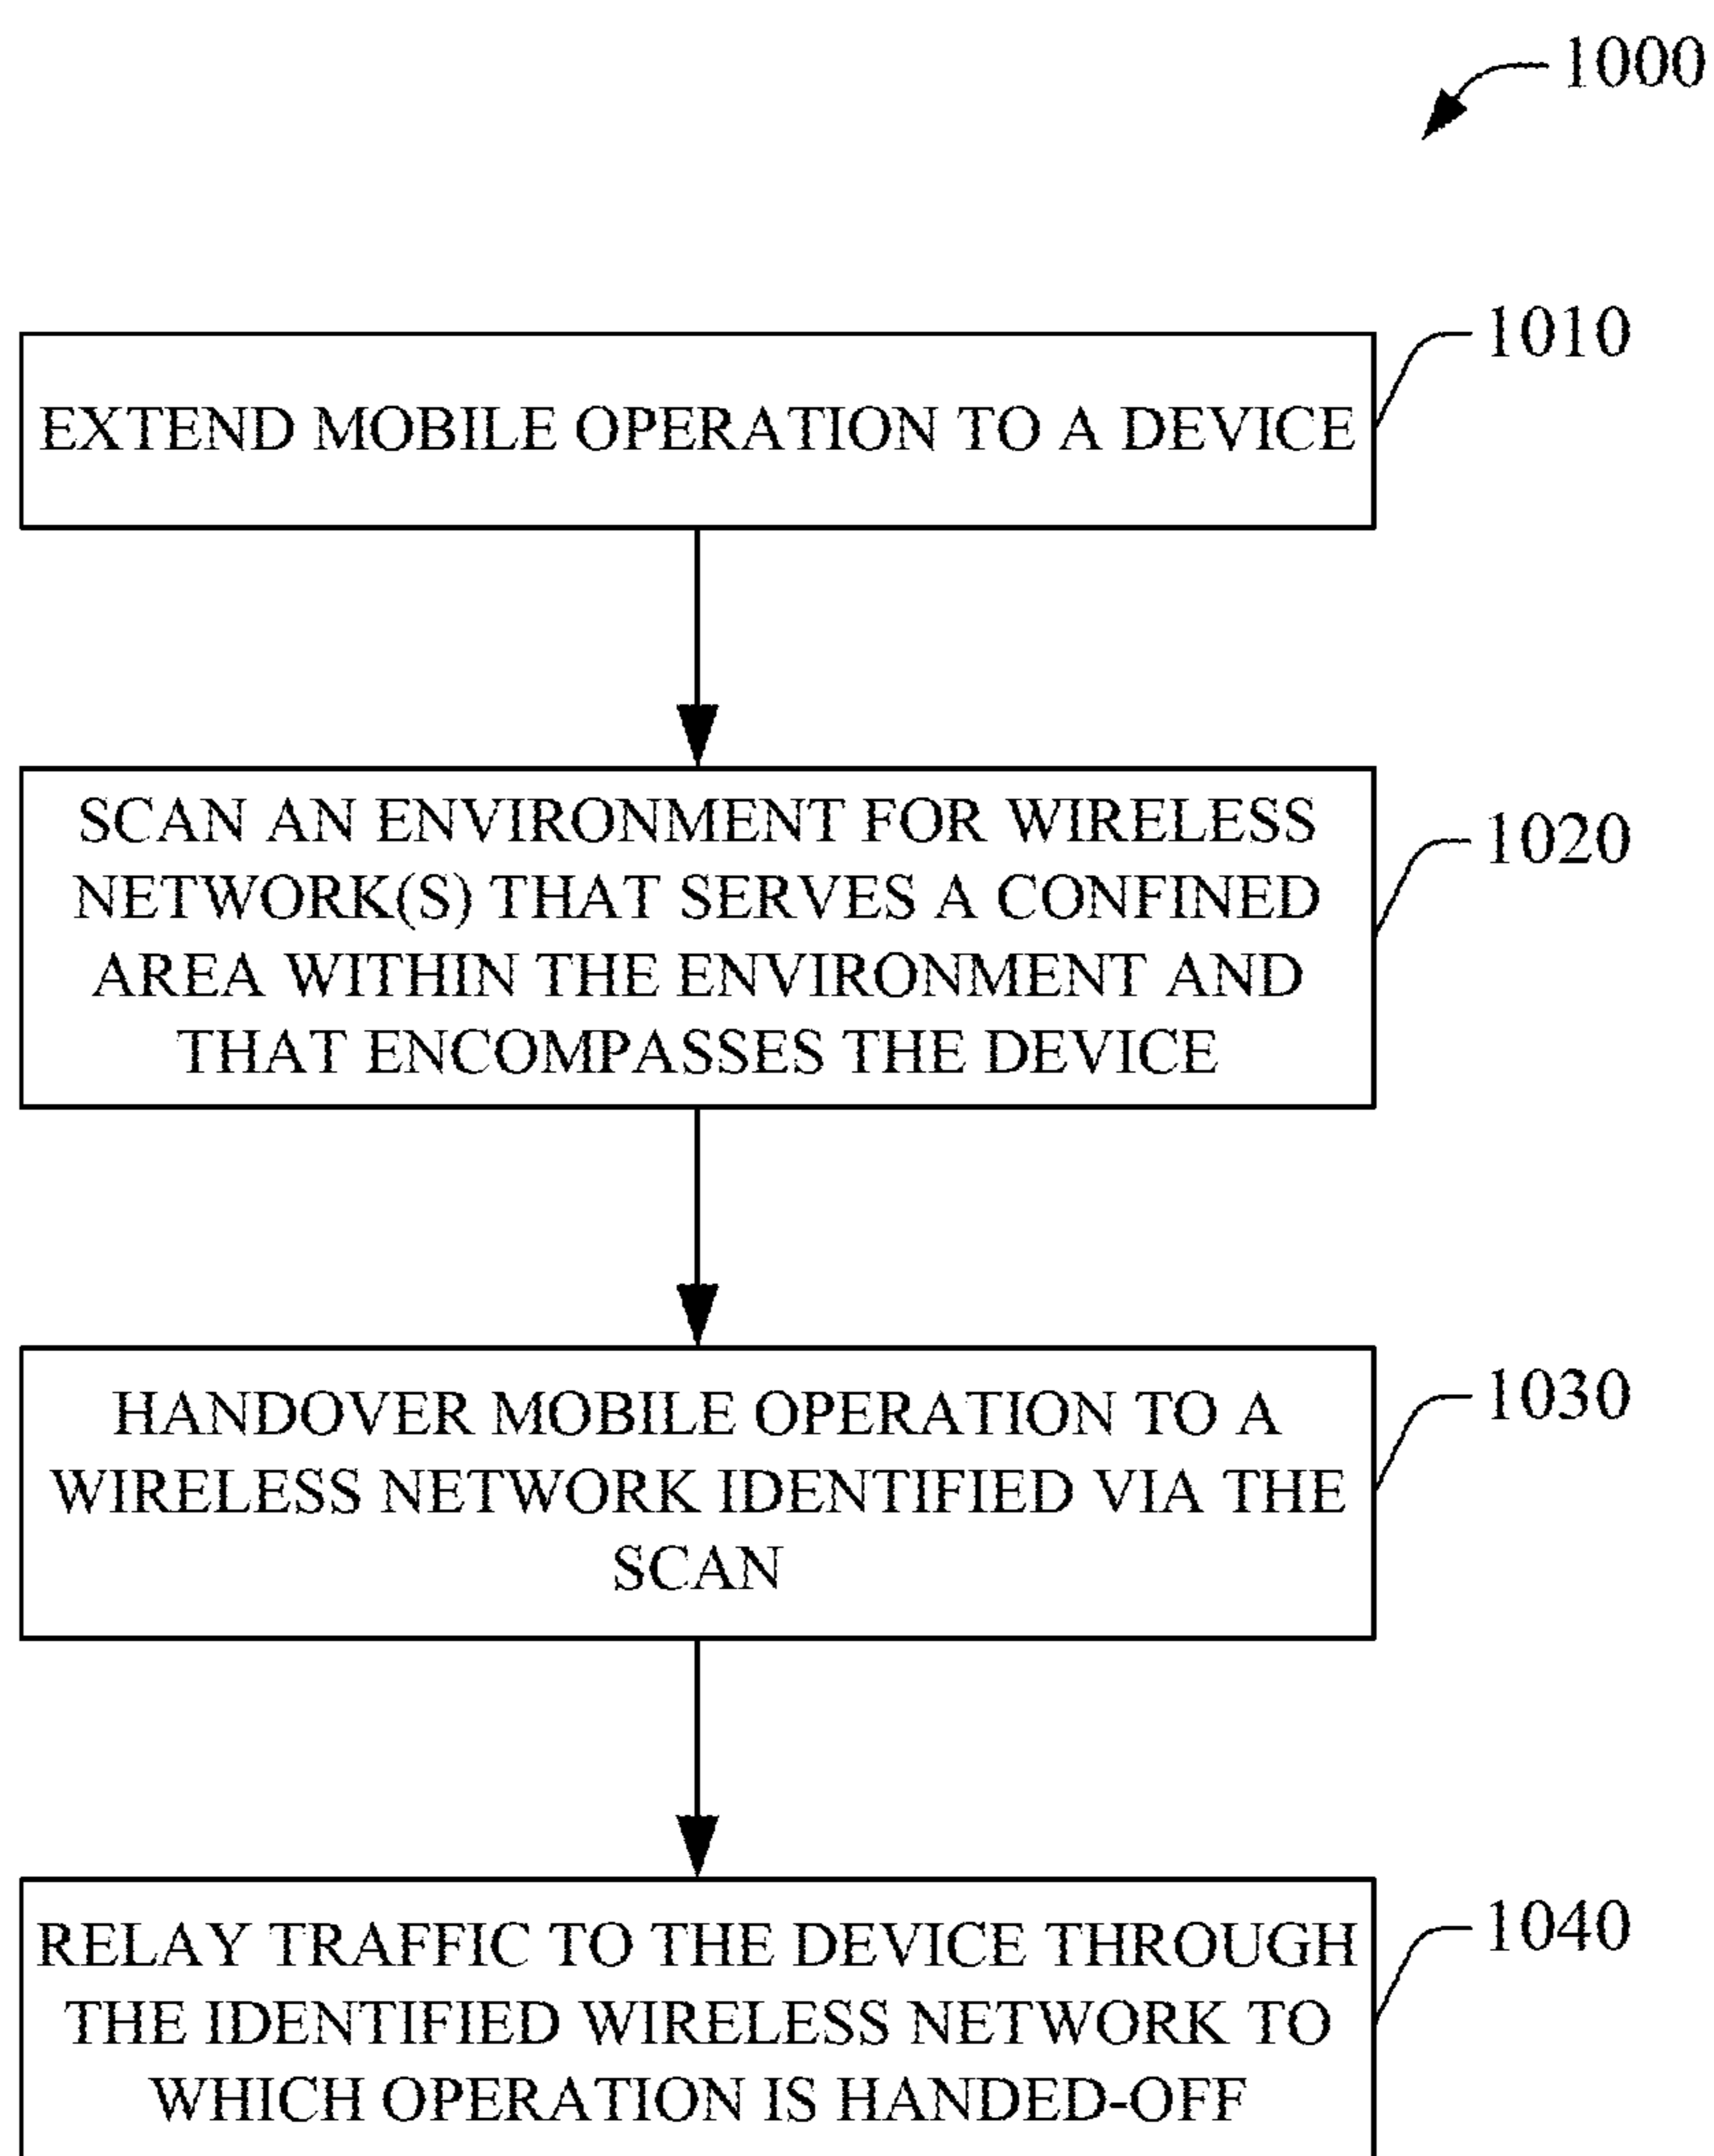 1000
1010
EXTEND MOBILE OPERATION TO A DEVICE
1020
SCAN AN ENVIRONMENT FOR WIRELESS
NETWORK(S) THAT SERVES A CONFINED
AREA WITHIN THE ENVIRONMENT AND
THAT ENCOMPASSES THE DEVICE
1030
HANDOVER MOBILE OPERATION TO A
WIRELESS NETWORK IDENTIFIED VIA THE
SCAN
1040
RELAY TRAFFIC TO THE DEVICE THROUGH
THE IDENTIFIED WIRELESS NETWORK TO
WHICH OPERATION IS HANDED-OFF